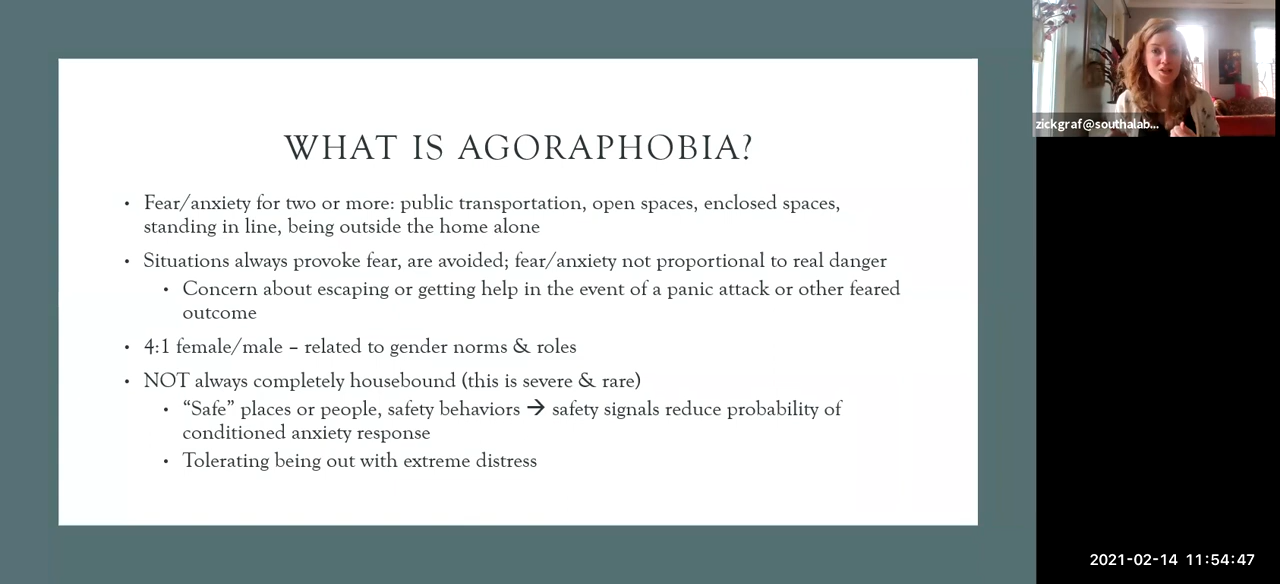 WHAT IS AGORAPHOBIA?
• Fear/anxiety for two or more: public transportation, open spaces, enclosed spaces,
standing in line, being outside the home alone
• Situations always provoke fear, are avoided; fear/anxiety not proportional to real danger
• Concern about escaping or getting help in the event of a panic attack or other feared
outcome
• 4:1 female/male – related to gender norms & roles
• NOT always completely housebound (this is severe & rare)
• “Safe” places or people, safety behaviors → safety signals reduce probability of
conditioned anxiety response
• Tolerating being out with extreme distress
zickgraf@southalab...
2021-02-14 11:54:47